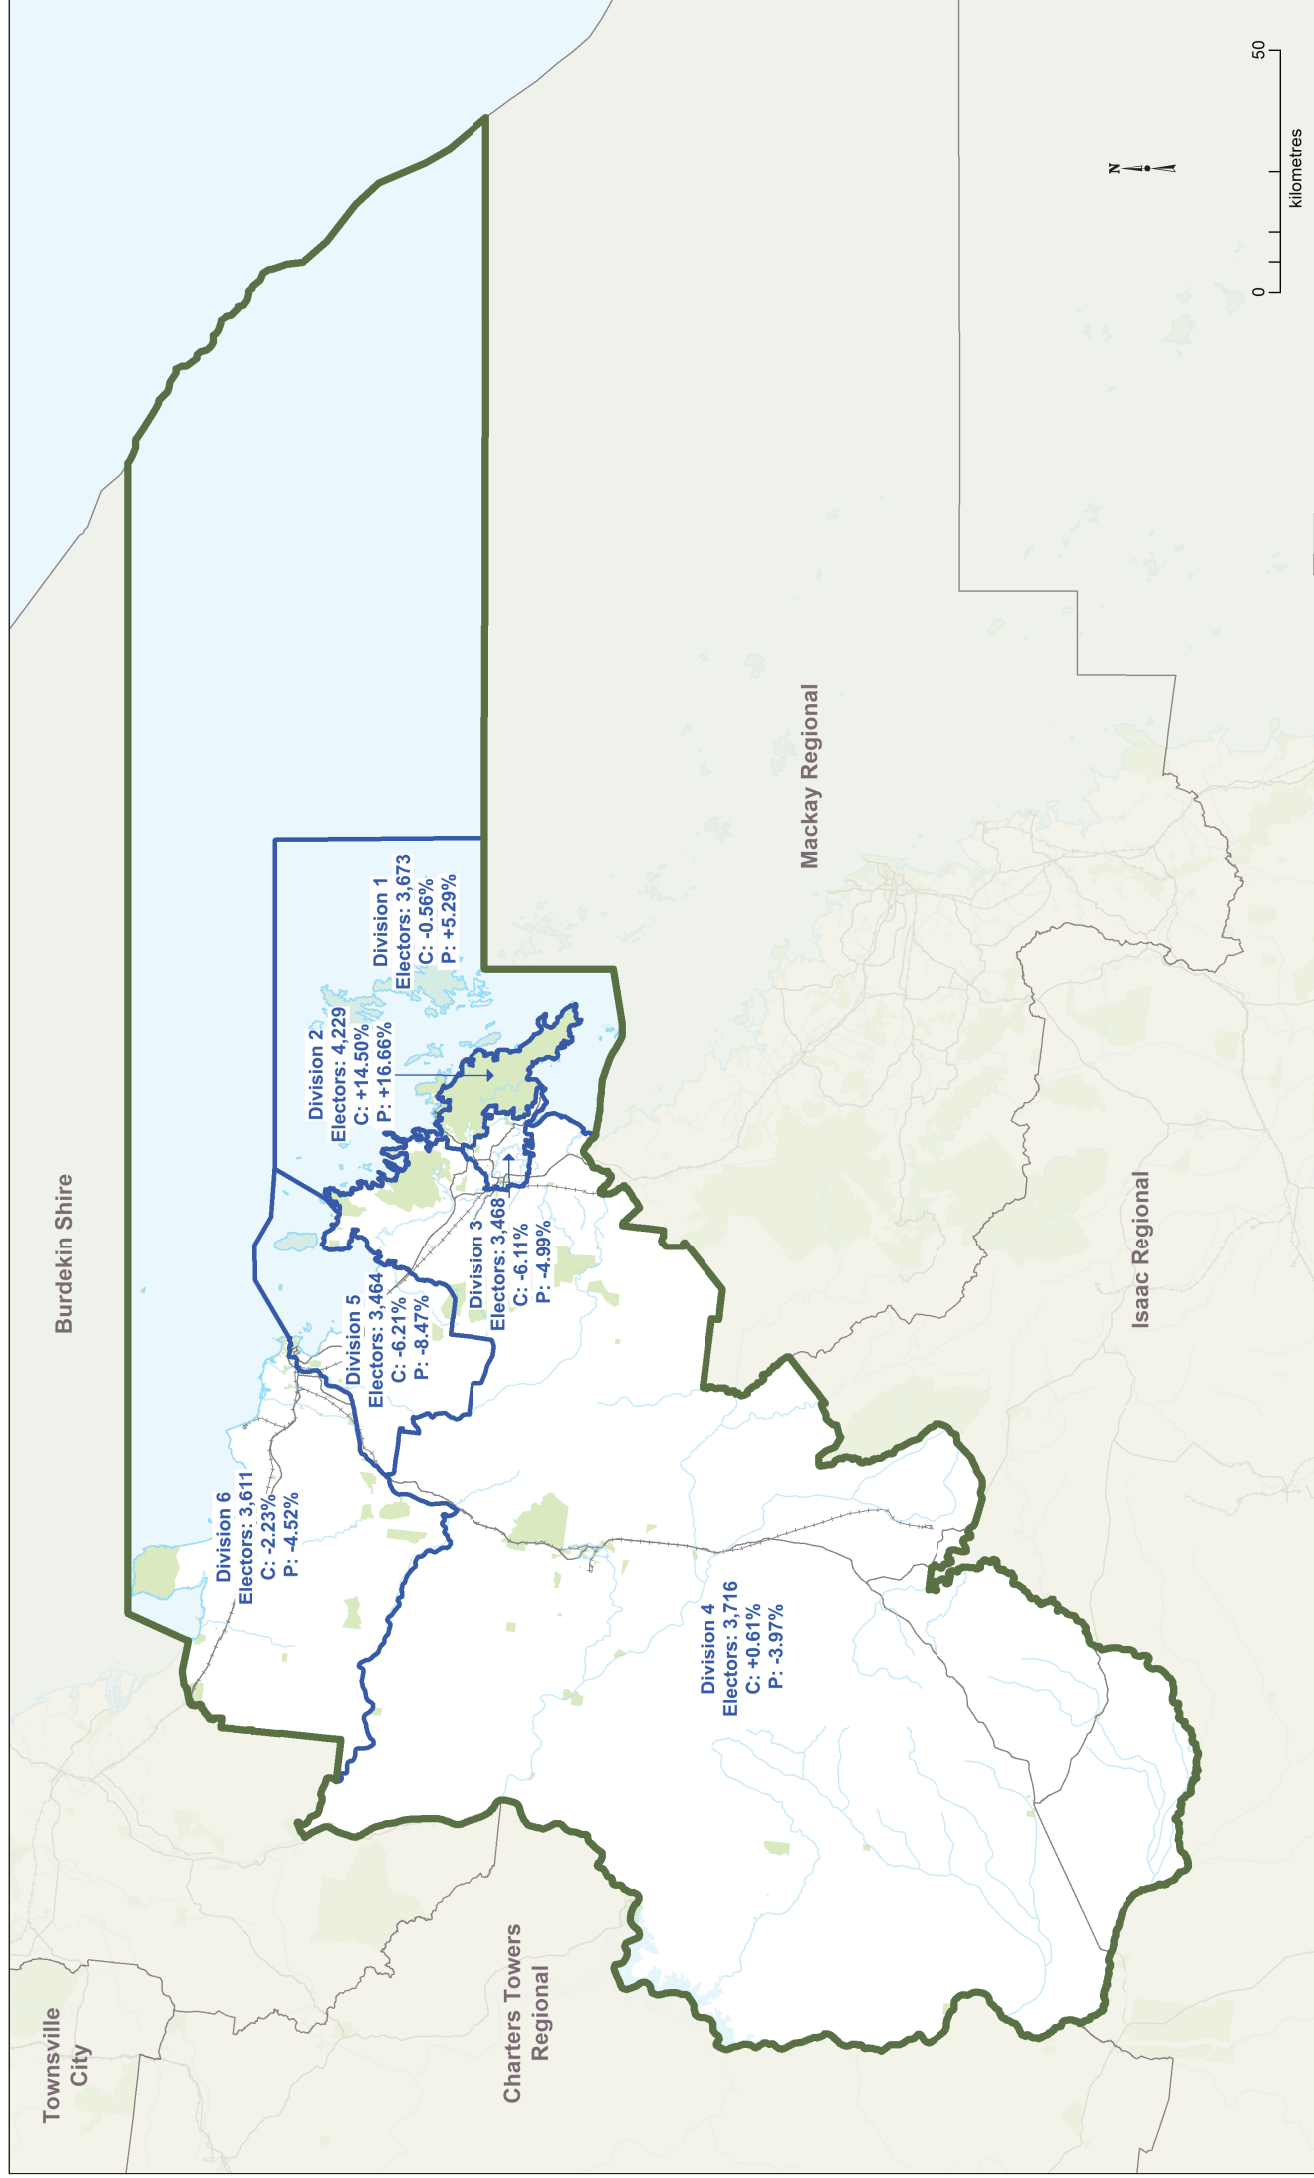 Townsville
City
Burdekin Shire
Charters Towers
Regional
Division 6
Electors: 3,611
C: -2.23%
P: -4.52%
Division 2
Electors: 4,229
C: +14.50%
P: +16.66%
Division 5
Electors: 3,464
C: -6.21%
P: -8.47%
Division 1
Electors: 3,673
C: -0.56%
P: +5.29%
Division 3
Electors: 3,468
C: -6.11%
P: -4.99%
Division 4
Electors: 3,716
C: +0.61%
P: -3.97%
Mackay Regional
Isaac Regional
N
0
50
kilometres